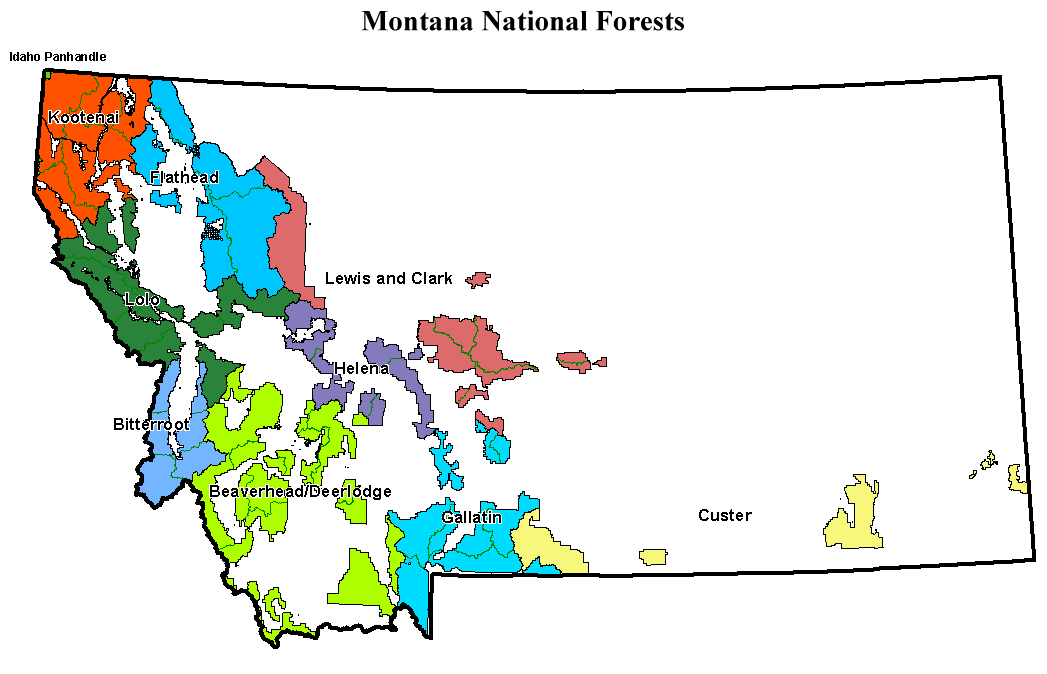 Montana National Forests
Idaho Panhandle
Kootenai
Flathead
Lewis and Clark
Lolo
Helena
Bitterroot
Beaverhead/Deerlodge
Gallatin
Custer